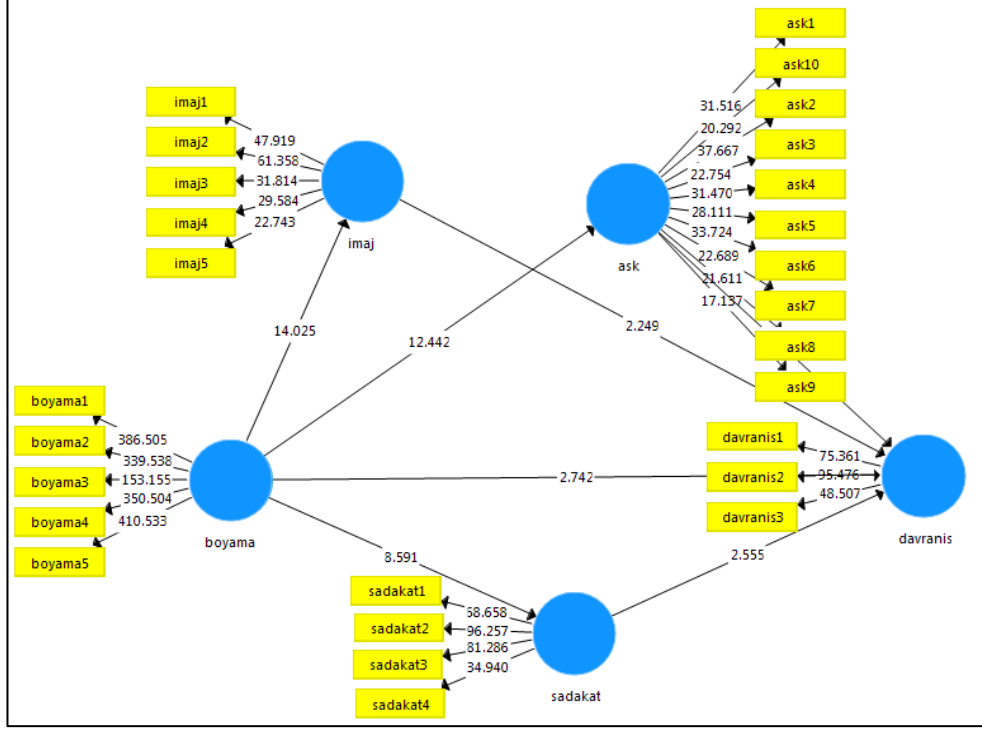 ask1
ask10
ask2
ask3
ask4
ask5
ask6
ask7
ask8
ask9
31.516
20.292
37.667
22.754
31.470
28.111
33.724
22.689
21.611
17.137
ask
imaj1
imaj2
imaj3
imaj4
imaj5
47.919
61.358
31.814
29.584
22.743
imaj
14.025
12.442
2.249
boyama1
boyama2
boyama3
boyama4
boyama5
386.505
339.538
153.155
350.504
410.533
boyama
2.742
davranis1
davranis2
davranis3
75.361
95.476
48.507
davranis
8.591
2.555
sadakat1
sadakat2
sadakat3
sadakat4
96.257
81.286
34.940
sadakat